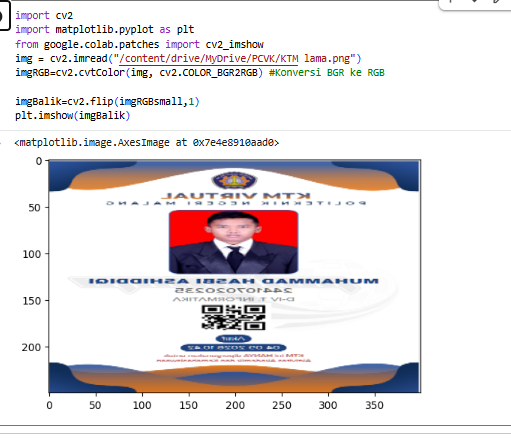 import cv2
import matplotlib.pyplot as plt
from google.colab.patches import cv2_imshow
img = cv2.imread("/content/drive/MyDrive/PCVK/KTM lama.png")
imgRGB=cv2.cvtColor(img, cv2.COLOR_BGR2RGB) #Konversi BGR ke RGB
imgBalik=cv2.flip(imgRGBsmall,1)
plt.imshow(imgBalik)
<matplotlib.image.AxesImage at 0x7e4e8910aad0>
KTM VIRTUAL
POLITEKNIK NEGERI MALANG
MUHAMMAD HASBI ASHIDDIQI
244107020235
D-IV T. INFORMATIKA
Aktif
0
50
100
150
200
0 50 100 150 200 250 300 350